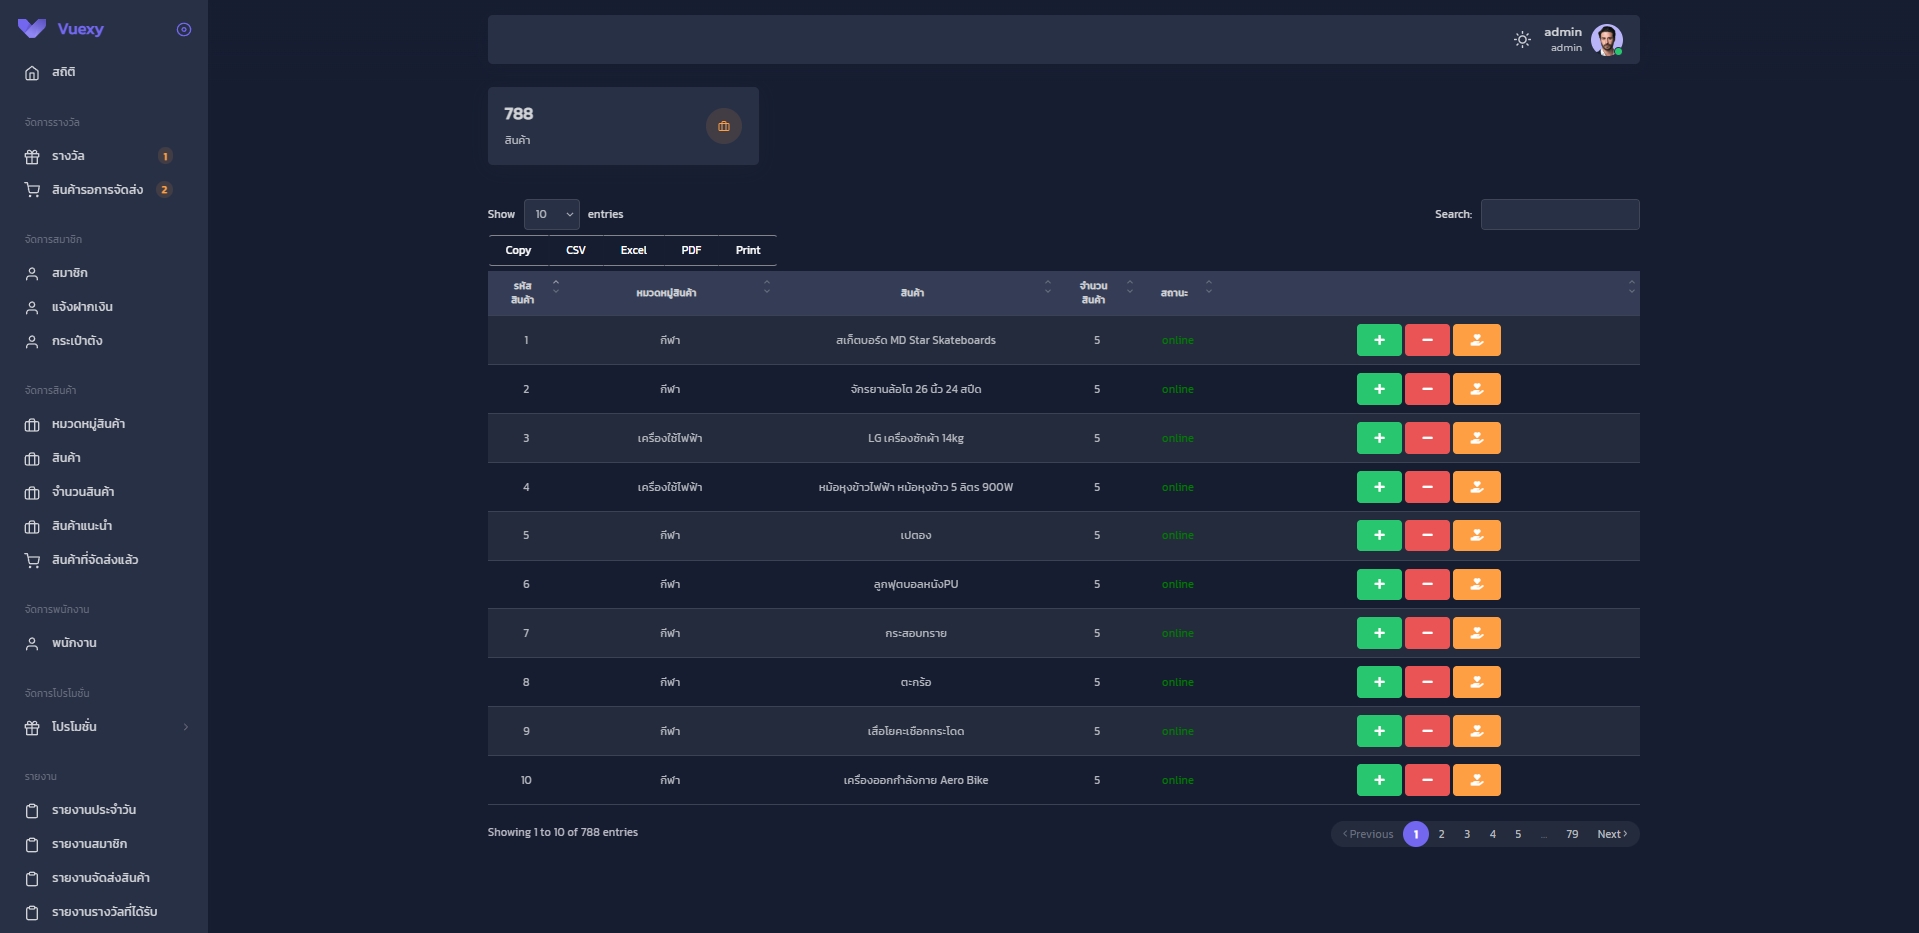 Vuexy
สถิติ
จัดการรางวัล
รางวัล 1
สินค้ารอการจัดส่ง 2
จัดการสมาชิก
สมาชิก
แจ้งฝากเงิน
กระเป๋าตัง
จัดการสินค้า
หมวดหมู่สินค้า
สินค้า
จำนวนสินค้า
สินค้าแนะนำ
สินค้าที่จัดส่งแล้ว
จัดการพนักงาน
พนักงาน
จัดการโปรโมชั่น
โปรโมชั่น
รายงาน
รายงานประจำวัน
รายงานสมาชิก
รายงานจัดส่งสินค้า
รายงานรางวัลที่ได้รับ
admin
admin
788
สินค้า
Show 10 entries
Search:
Copy CSV Excel PDF Print
รหัสสินค้า หมวดหมู่สินค้า สินค้า จำนวนสินค้า สถานะ
1 กีฬา สเก็ตบอร์ด MD Star Skateboards 5 online
2 กีฬา จักรยานล้อโต 26 นิ้ว 24 สปีด 5 online
3 เครื่องใช้ไฟฟ้า LG เครื่องซักผ้า 14kg 5 online
4 เครื่องใช้ไฟฟ้า หม้อหุงข้าวไฟฟ้า หม้อหุงข้าว 5 ลิตร 900W 5 online
5 กีฬา เปตอง 5 online
6 กีฬา ลูกฟุตบอลหนังPU 5 online
7 กีฬา กระสอบทราย 5 online
8 กีฬา ตะกร้อ 5 online
9 กีฬา เสื่อโยคะเชือกกระโดด 5 online
10 กีฬา เครื่องออกกำลังกาย Aero Bike 5 online
Showing 1 to 10 of 788 entries
Previous 1 2 3 4 5 ... 79 Next